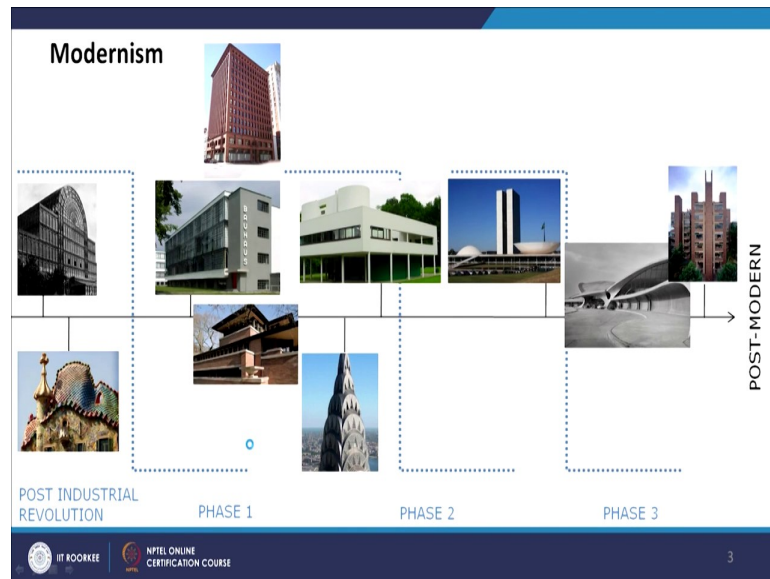 Modernism
BAUHAUS
POST-MODERN
POST INDUSTRIAL
REVOLUTION
PHASE 1
PHASE 2
PHASE 3
IIT ROORKEE
NPTEL ONLINE
CERTIFICATION COURSE
3